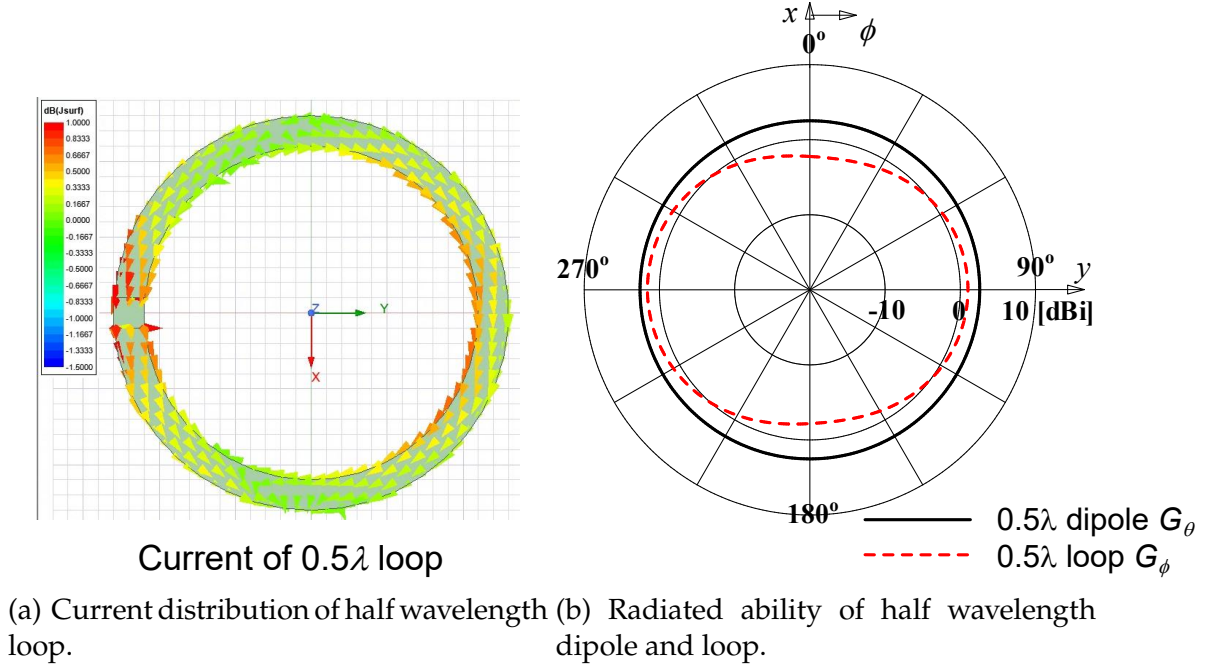 dB(Jsurf)
1.0000
0.8333
0.6667
0.5000
0.3333
0.1667
0.0000
-0.1667
-0.3333
-0.5000
-0.6667
-0.8333
-1.0000
-1.1667
-1.3333
-1.5000
Z
Y
X
Current of 0.5λ loop
x
ϕ
0°
270°
90°
y
-10
0
10 [dBi]
180°
0.5λ dipole G_θ
0.5λ loop G_ϕ
(a) Current distribution of half wavelength
loop.
(b) Radiated ability of half wavelength
dipole and loop.